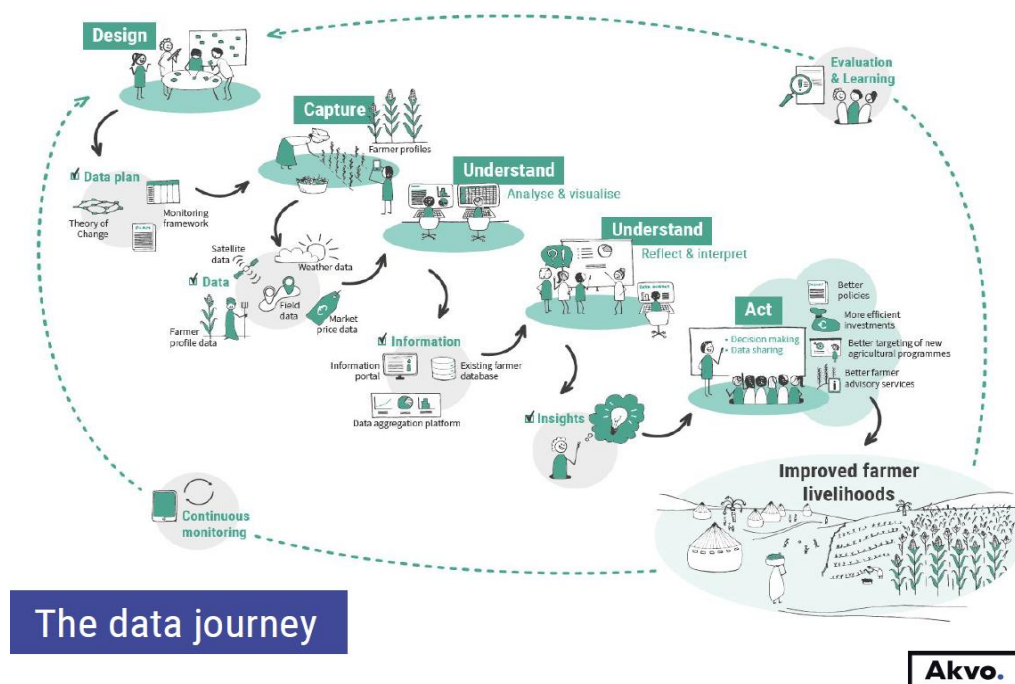 Design
Evaluation
& Learning
Capture
Farmer profiles
Data plan
Theory of
Change
Monitoring
framework
Understand
Analyse & visualise
Understand
Reflect & interpret
Satellite
data
Weather data
Data
Field
data
Market
price data
Farmer
profile data
Information
Information
portal
Existing farmer
database
Data aggregation platform
Act
• Decision making
• Data sharing
Better
policies
More efficient
investments
Better targeting of new
agricultural programmes
Better farmer
advisory services
Insights
Improved farmer
livelihoods
Continuous
monitoring
The data journey
Akvo.